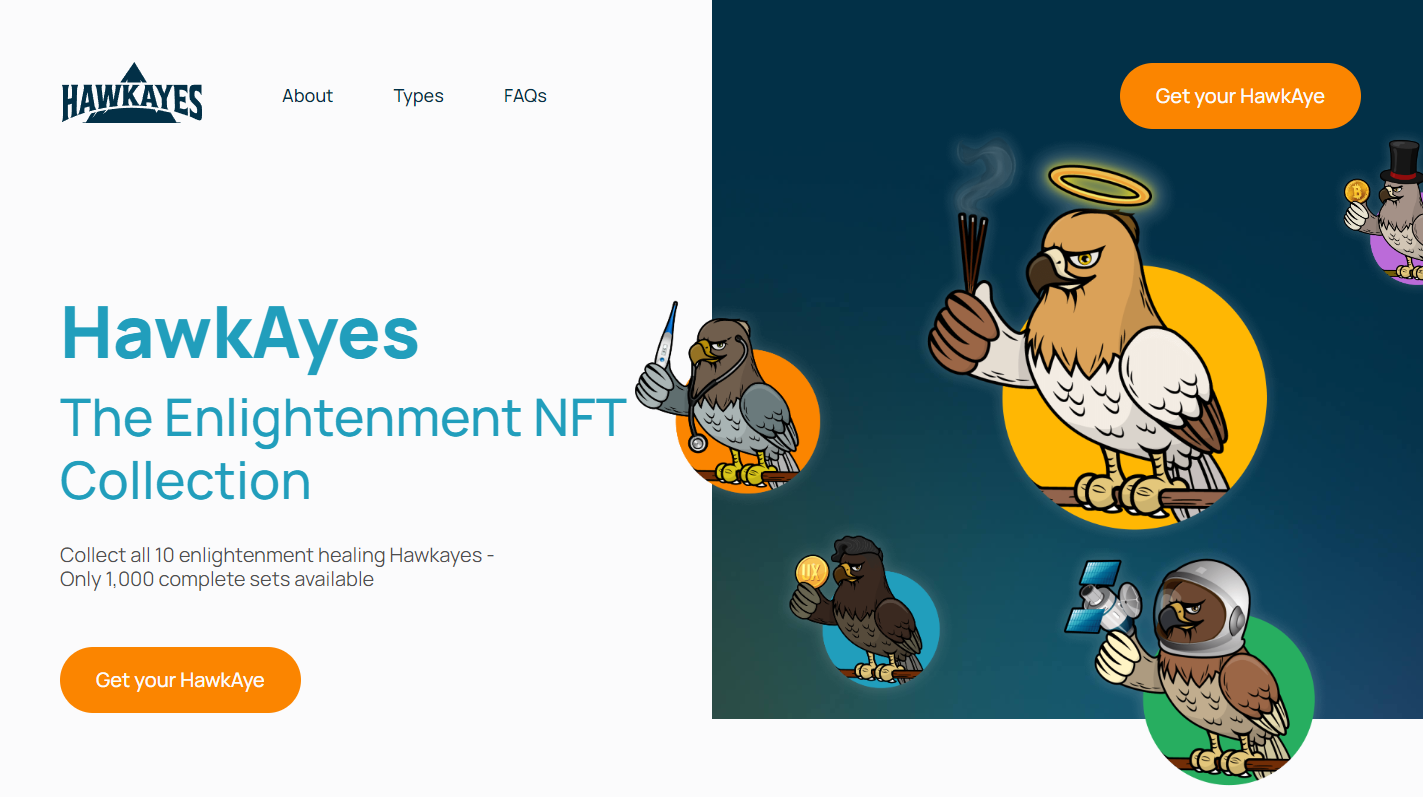 HAWKAYES
About
Types
FAQs
Get your HawkAye
HawkAyes
The Enlightenment NFT
Collection
Collect all 10 enlightenment healing Hawkayes -
Only 1,000 complete sets available
Get your HawkAye
UX